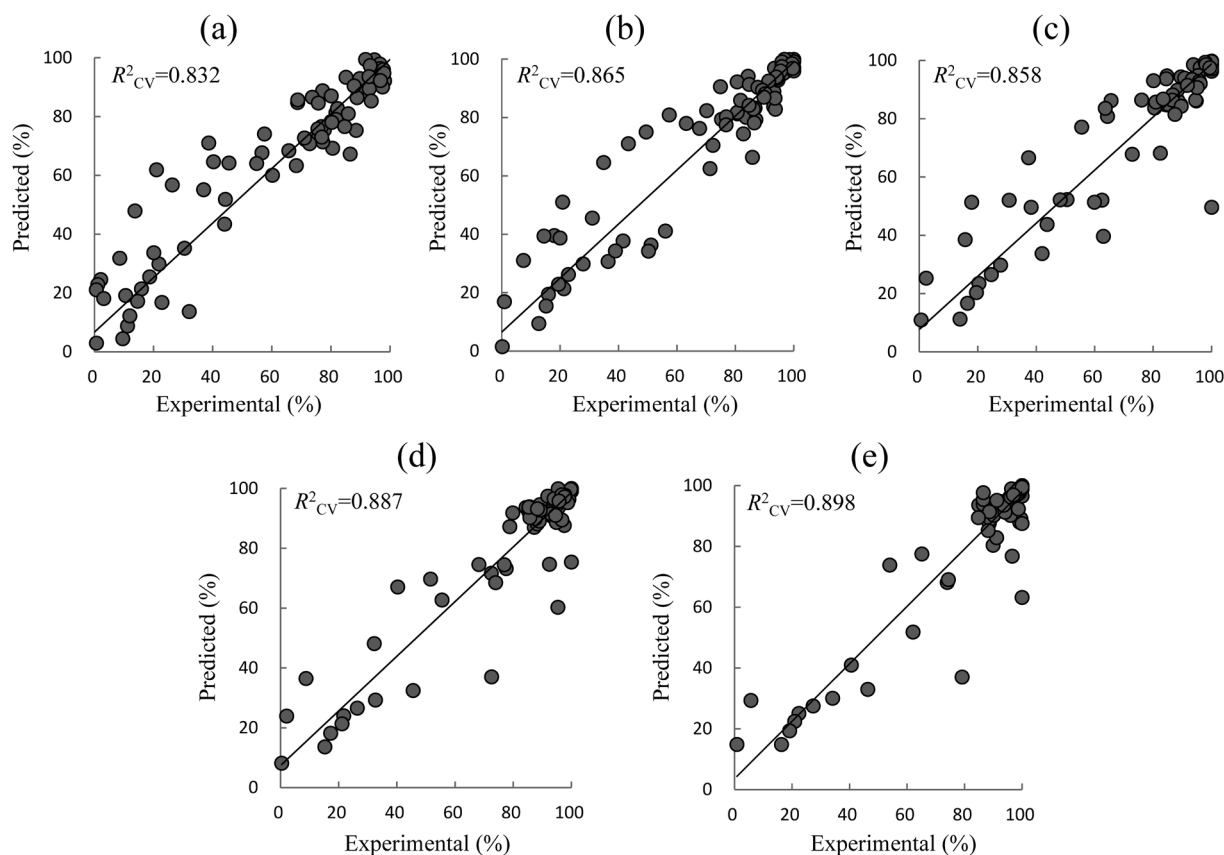 (a)
R²CV=0.832
Predicted (%)
100
80
60
40
20
0
0 20 40 60 80 100
Experimental (%)
(b)
R²CV=0.865
Predicted (%)
100
80
60
40
20
0
0 20 40 60 80 100
Experimental (%)
(c)
R²CV=0.858
Predicted (%)
100
80
60
40
20
0
0 20 40 60 80 100
Experimental (%)
(d)
R²CV=0.887
Predicted (%)
100
80
60
40
20
0
0 20 40 60 80 100
Experimental (%)
(e)
R²CV=0.898
Predicted (%)
100
80
60
40
20
0
0 20 40 60 80 100
Experimental (%)